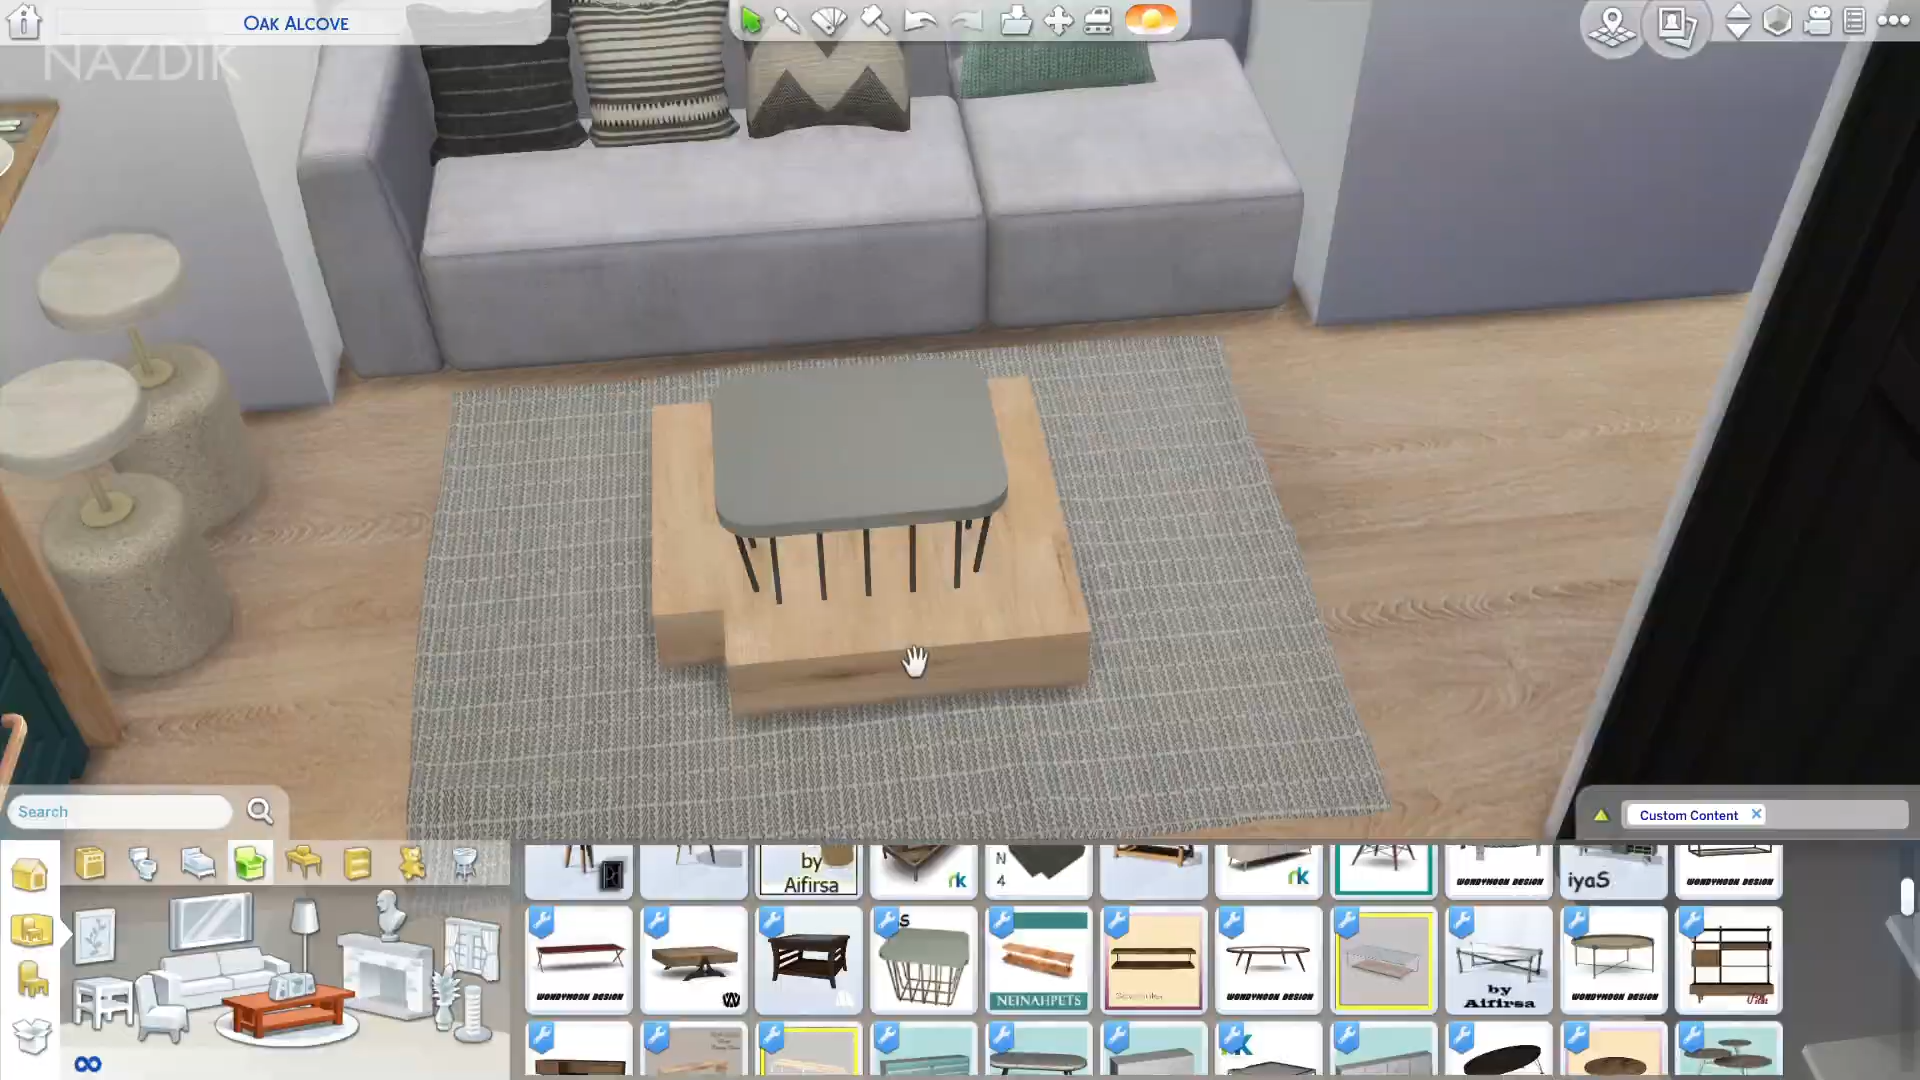 OAK ALCOVE
NAZDIK
Search
Custom Content
by
Aifirsa
rk
N
4
rk
WONDYMOON DESIGN
iyaS
WONDYMOON DESIGN
WONDYMOON DESIGN
S
NEINAHPETS
WONDYMOON DESIGN
by
Aifirsa
WONDYMOON DESIGN